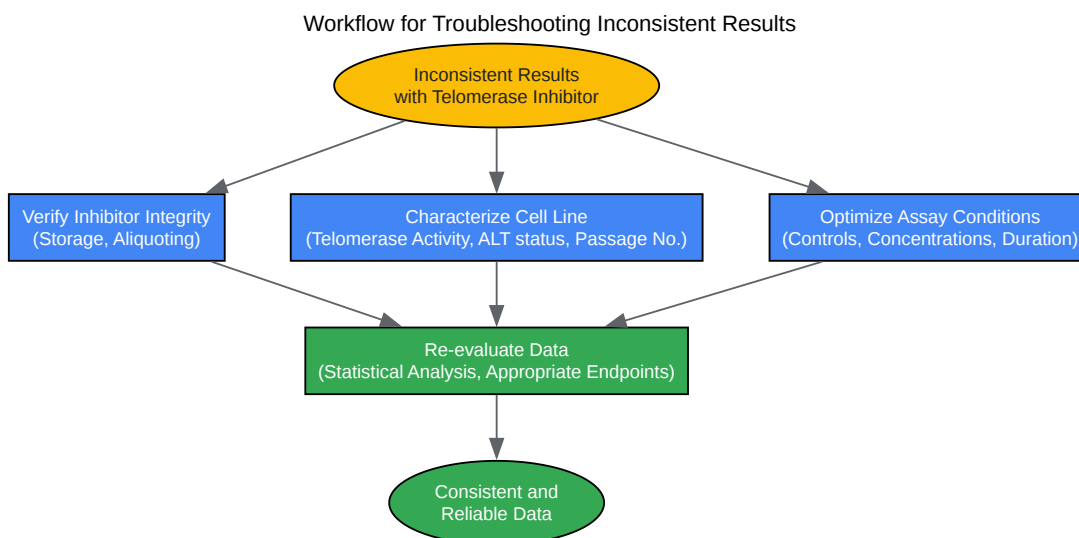 Workflow for Troubleshooting Inconsistent Results
Inconsistent Results
with Telomerase Inhibitor
Verify Inhibitor Integrity
(Storage, Aliquoting)
Characterize Cell Line
(Telomerase Activity, ALT status, Passage No.)
Optimize Assay Conditions
(Controls, Concentrations, Duration)
Re-evaluate Data
(Statistical Analysis, Appropriate Endpoints)
Consistent and
Reliable Data